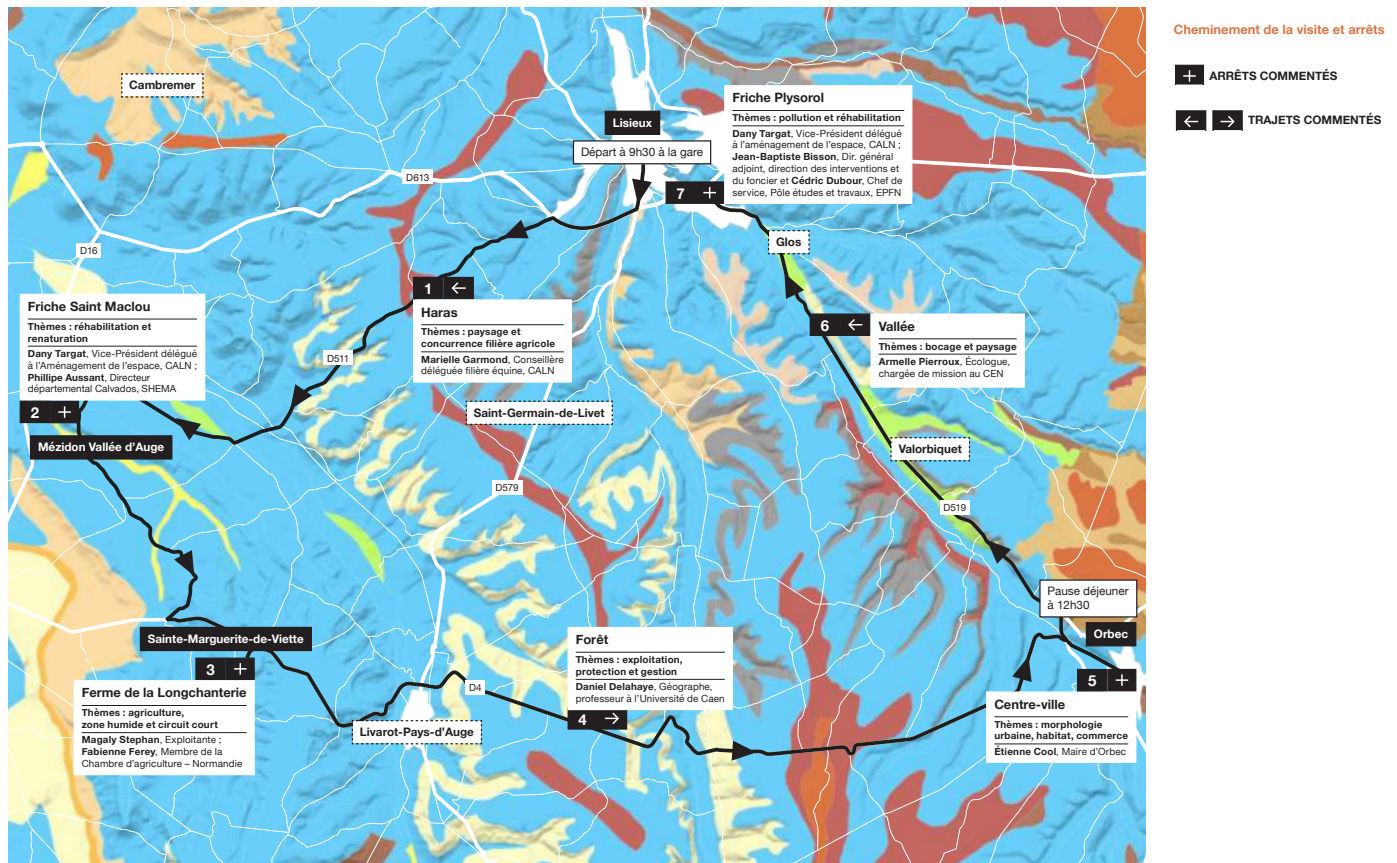 Cheminement de la visite et arrêts
+ ARRÊTS COMMENTÉS
← → TRAJETS COMMENTÉS
Cambremer
Lisieux
Départ à 9h30 à la gare
D613
D16
7 +
Friche Plysorol
Thèmes : pollution et réhabilitation
Dany Targat, Vice-Président délégué
à l'aménagement de l'espace, CALN ;
Jean-Baptiste Bisson, Dir. général
adjoint, direction des interventions et
du foncier et Cédric Dubour, Chef de
service, Pôle études et travaux, EPFN
Glos
1 ←
Haras
Thèmes : paysage et
concurrence filière agricole
Marielle Garmond, Conseillère
déléguée filière équine, CALN
Friche Saint Maclou
Thèmes : réhabilitation et
renaturation
Dany Targat, Vice-Président délégué
à l'Aménagement de l'espace, CALN ;
Phillipe Aussant, Directeur
départemental Calvados, SHEMA
2 +
Mézidon Vallée d'Auge
D511
6 ←
Vallée
Thèmes : bocage et paysage
Armelle Pierroux, Écologue,
chargée de mission au CEN
Saint-Germain-de-Livet
Valorbiquet
D579
D519
Pause déjeuner
à 12h30
Orbec
5 +
Centre-ville
Thèmes : morphologie
urbaine, habitat, commerce
Étienne Cool, Maire d'Orbec
Sainte-Marguerite-de-Viette
3 +
Ferme de la Longchanterie
Thèmes : agriculture,
zone humide et circuit court
Magaly Stephan, Exploitante ;
Fabienne Ferey, Membre de la
Chambre d'agriculture – Normandie
D4
Livarot-Pays-d'Auge
Forêt
Thèmes : exploitation,
protection et gestion
Daniel Delahaye, Géographe,
professeur à l'Université de Caen
4 →